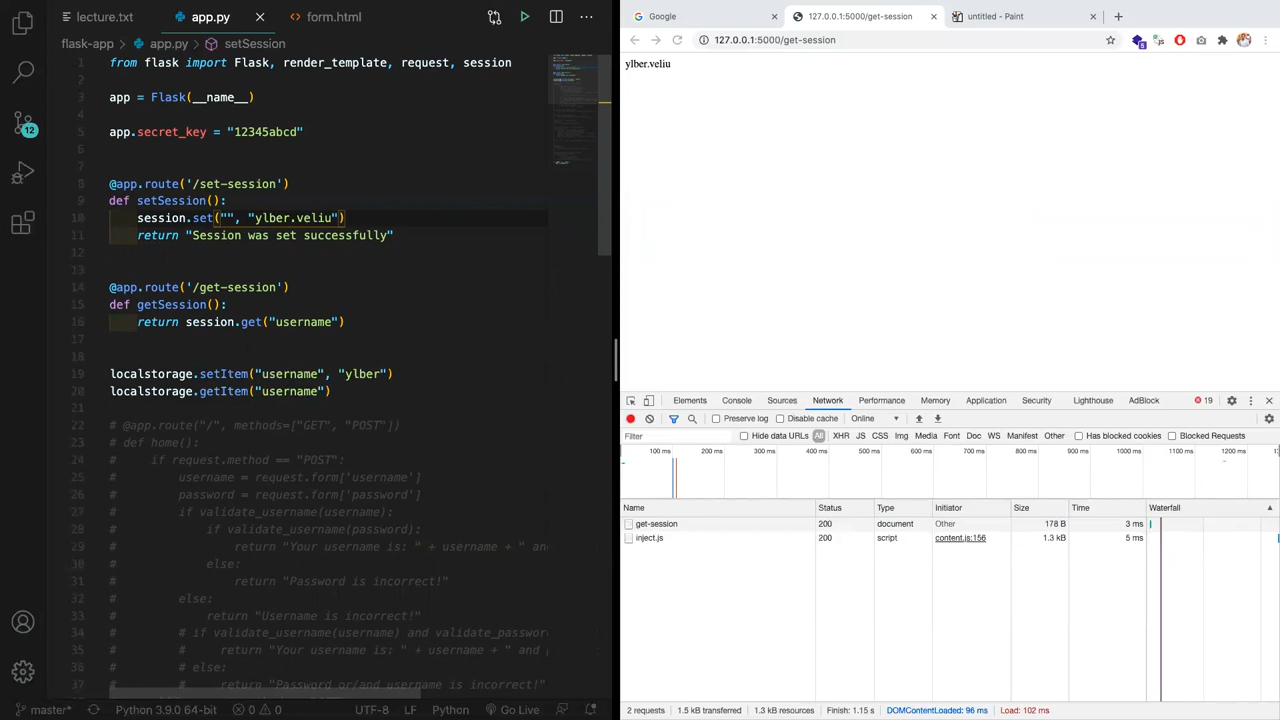 lecture.txt
app.py
form.html
flask-app
app.py
setSession
1 from flask import Flask, render_template, request, session
2
3 app = Flask(__name__)
4
5 app.secret_key = "12345abcd"
6
7
8 @app.route('/set-session')
9 def setSession():
10 session.set("", "ylber.veliu")
11 return "Session was set successfully"
12
13
14 @app.route('/get-session')
15 def getSession():
16 return session.get("username")
17
18
19 localstorage.setItem("username", "ylber")
20 localstorage.getItem("username")
21
22 # @app.route("/", methods=["GET", "POST"])
23 # def home():
24 # if request.method == "POST":
25 # username = request.form['username']
26 # password = request.form['password']
27 # if validate_username(username):
28 # if validate_password(password):
29 # return "Your username is: " + username + " and
30 # else:
31 # return "Password is incorrect!"
32 # else:
33 # return "Username is incorrect!"
34 # # if validate_username(username) and validate_passwor
35 # # return "Your username is: " + username + " and
36 # # else:
37 # # return "Password or/and username is incorrect!"
12
master*
Python 3.9.0 64-bit
0
0
UTF-8
LF
Python
Go Live
Google
127.0.0.1:5000/get-session
untitled - Paint
127.0.0.1:5000/get-session
ylber.veliu
Elements
Console
Sources
Network
Performance
Memory
Application
Security
Lighthouse
AdBlock
19
Preserve log
Disable cache
Online
Filter
Hide data URLs
All
XHR
JS
CSS
Img
Media
Font
Doc
WS
Manifest
Other
Has blocked cookies
Blocked Requests
100 ms
200 ms
300 ms
400 ms
500 ms
600 ms
700 ms
800 ms
900 ms
1000 ms
1100 ms
1200 ms
Name Status Type Initiator Size Time Waterfall
get-session 200 document Other 178 B 3 ms
inject.js 200 script content.js:156 1.3 kB 5 ms
2 requests
1.5 kB transferred
1.3 kB resources
Finish: 1.15 s
DOMContentLoaded: 96 ms
Load: 102 ms